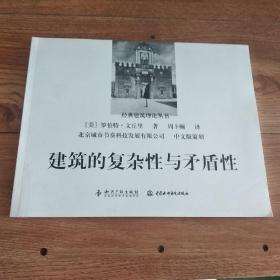 经典建筑理论丛书
[美] 罗伯特·文丘里 著 周卜颐 译
北京城市节奏科技发展有限公司 中文版策划
建筑的复杂性与矛盾性
知识产权出版社
中国水利水电出版社